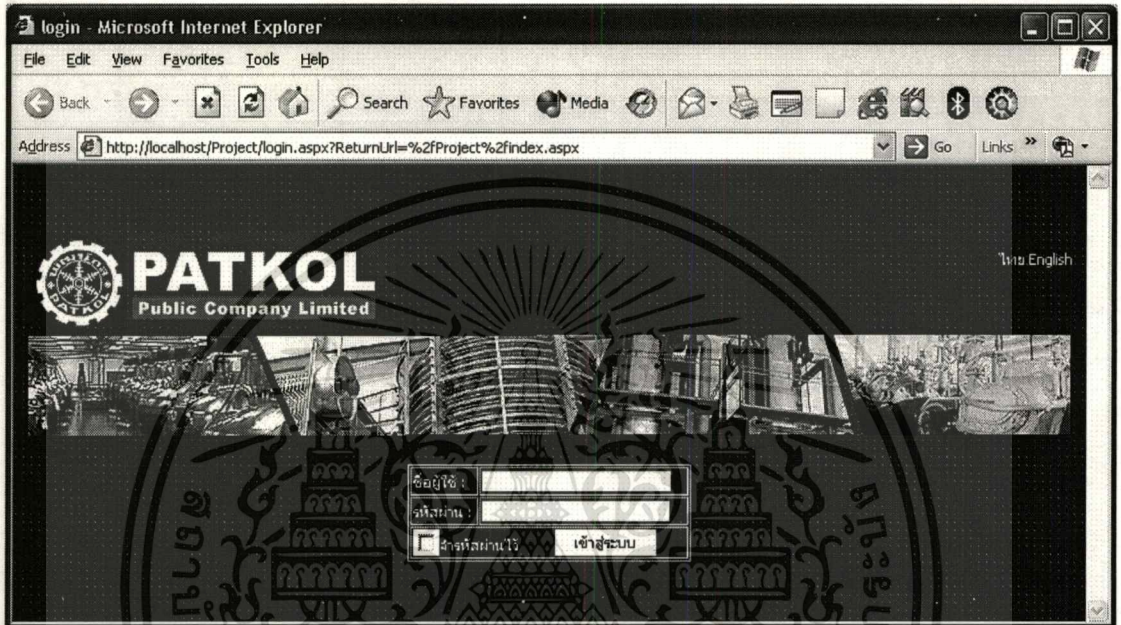 login - Microsoft Internet Explorer
File Edit View Favorites Tools Help
Back Search Favorites Media
Address http://localhost/Project/login.aspx?ReturnUrl=%2fProject%2findex.aspx Go Links »
PATKOL
Public Company Limited
ไทย English
ชื่อผู้ใช้ :
รหัสผ่าน :
จำรหัสผ่านไว้ เข้าสู่ระบบ
PATKOL